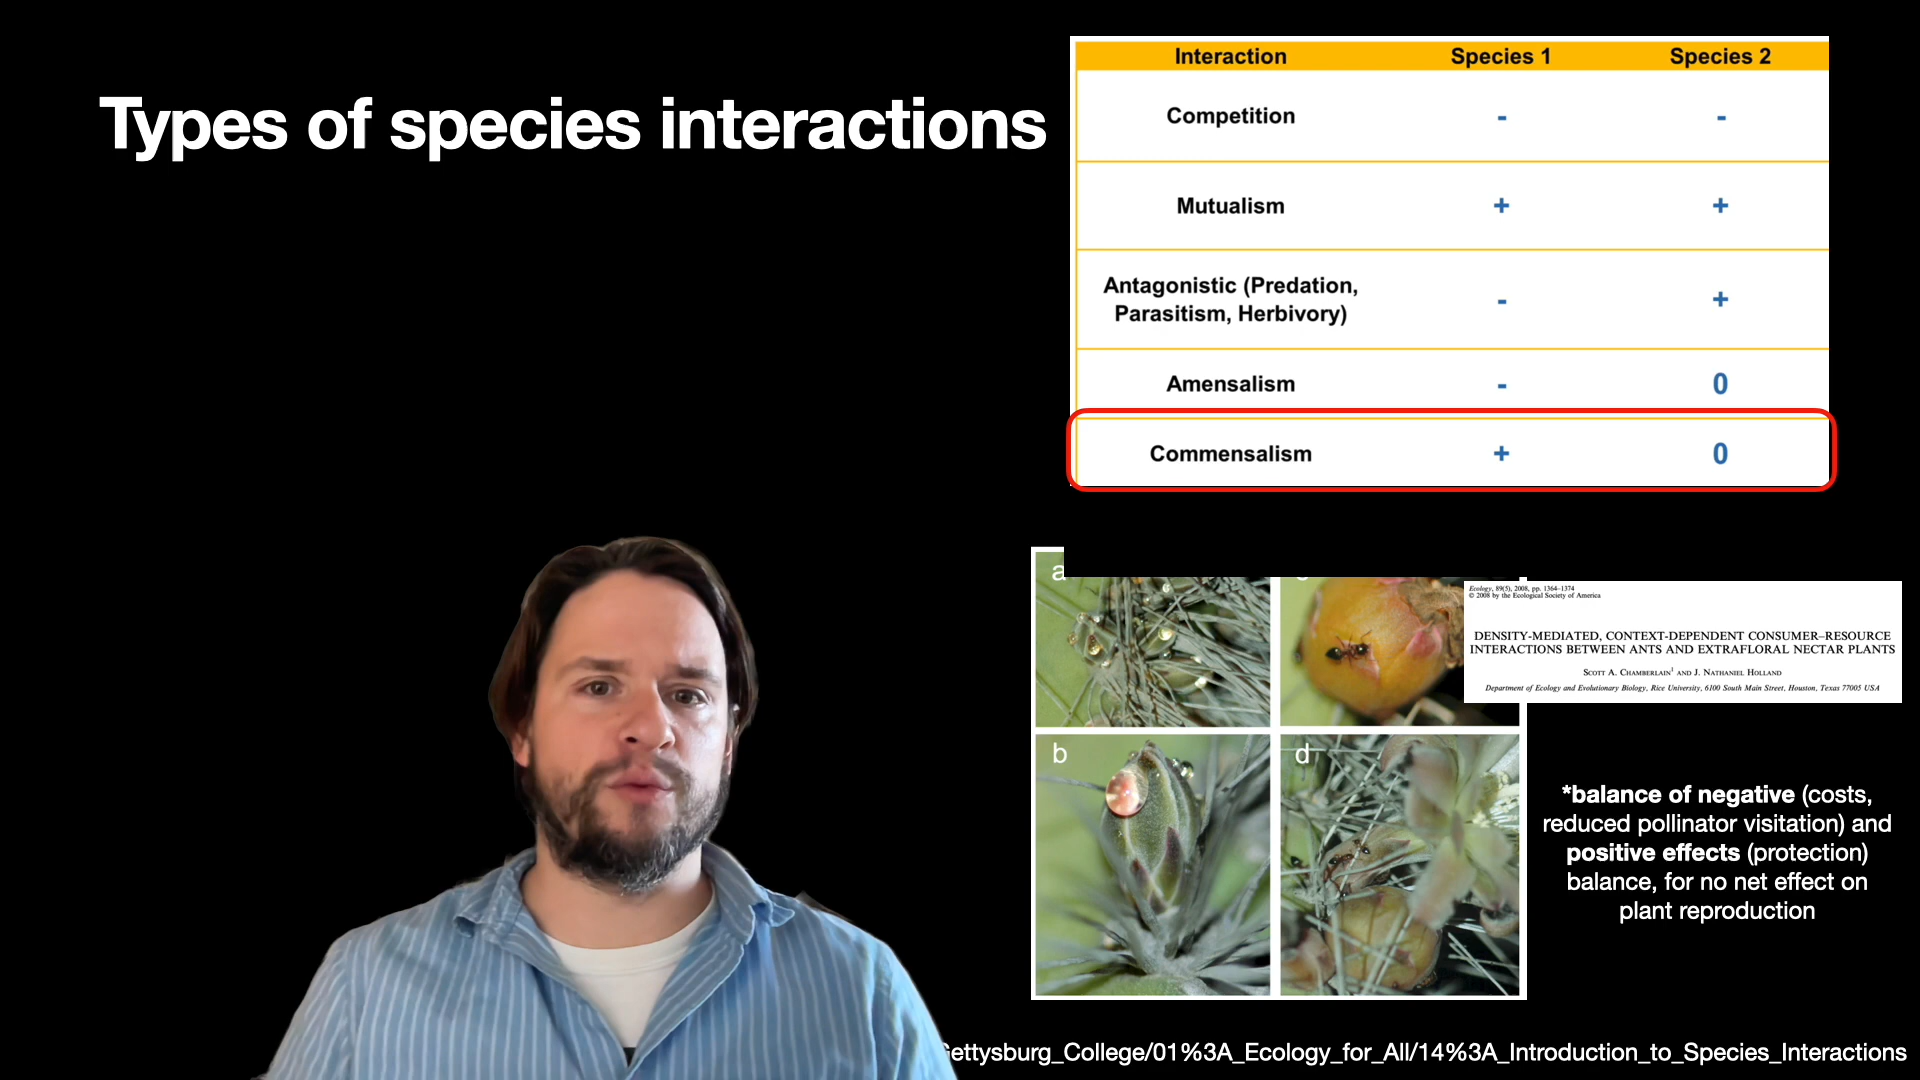 Types of species interactions
Interaction Species 1 Species 2
Competition - -
Mutualism + +
Antagonistic (Predation,
Parasitism, Herbivory) - +
Amensalism - 0
Commensalism + 0
a
b
d
Ecology, 89(5), 2008, pp. 1364–1374
© 2008 by the Ecological Society of America
DENSITY-MEDIATED, CONTEXT-DEPENDENT CONSUMER–RESOURCE
INTERACTIONS BETWEEN ANTS AND EXTRAFLORAL NECTAR PLANTS
Scott A. Chamberlain1 and J. Nathaniel Holland
Department of Ecology and Evolutionary Biology, Rice University, 6100 South Main Street, Houston, Texas 77005 USA
*balance of negative (costs,
reduced pollinator visitation) and
positive effects (protection)
balance, for no net effect on
plant reproduction
ettysburg_College/01%3A_Ecology_for_All/14%3A_Introduction_to_Species_Interactions